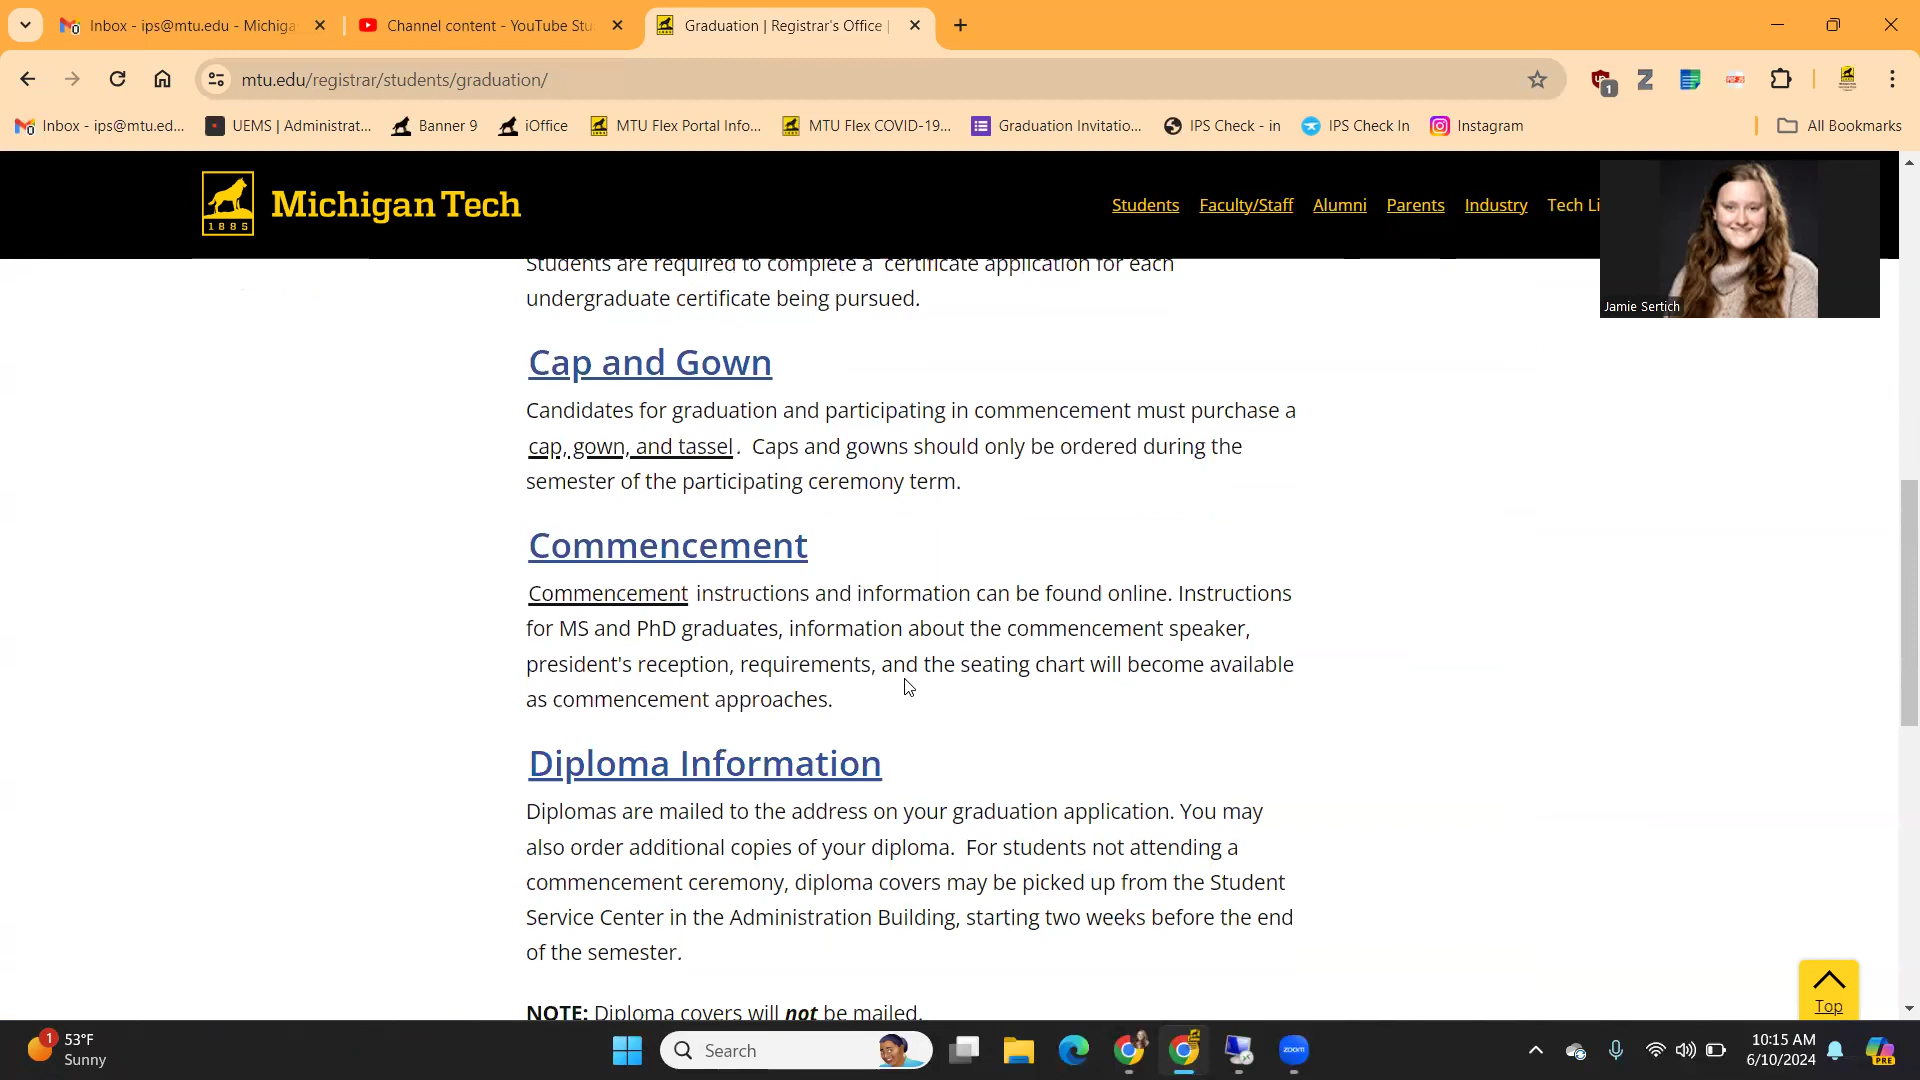 Inbox - ips@mtu.edu - Michiga
Channel content - YouTube Stu
Graduation | Registrar's Office |
mtu.edu/registrar/students/graduation/
1
Inbox - ips@mtu.ed...
UEMS | Administrat...
Banner 9
iOffice
MTU Flex Portal Info...
MTU Flex COVID-19...
Graduation Invitatio...
IPS Check - in
IPS Check In
Instagram
All Bookmarks
1885
Michigan Tech
Students
Faculty/Staff
Alumni
Parents
Industry
Tech Li
Jamie Sertich
Students are required to complete a certificate application for each
undergraduate certificate being pursued.
Cap and Gown
Candidates for graduation and participating in commencement must purchase a
cap, gown, and tassel. Caps and gowns should only be ordered during the
semester of the participating ceremony term.
Commencement
Commencement instructions and information can be found online. Instructions
for MS and PhD graduates, information about the commencement speaker,
president's reception, requirements, and the seating chart will become available
as commencement approaches.
Diploma Information
Diplomas are mailed to the address on your graduation application. You may
also order additional copies of your diploma. For students not attending a
commencement ceremony, diploma covers may be picked up from the Student
Service Center in the Administration Building, starting two weeks before the end
of the semester.
NOTE: Diploma covers will not be mailed.
Top
1
53°F
Sunny
Search
zoom
10:15 AM
6/10/2024
PRE